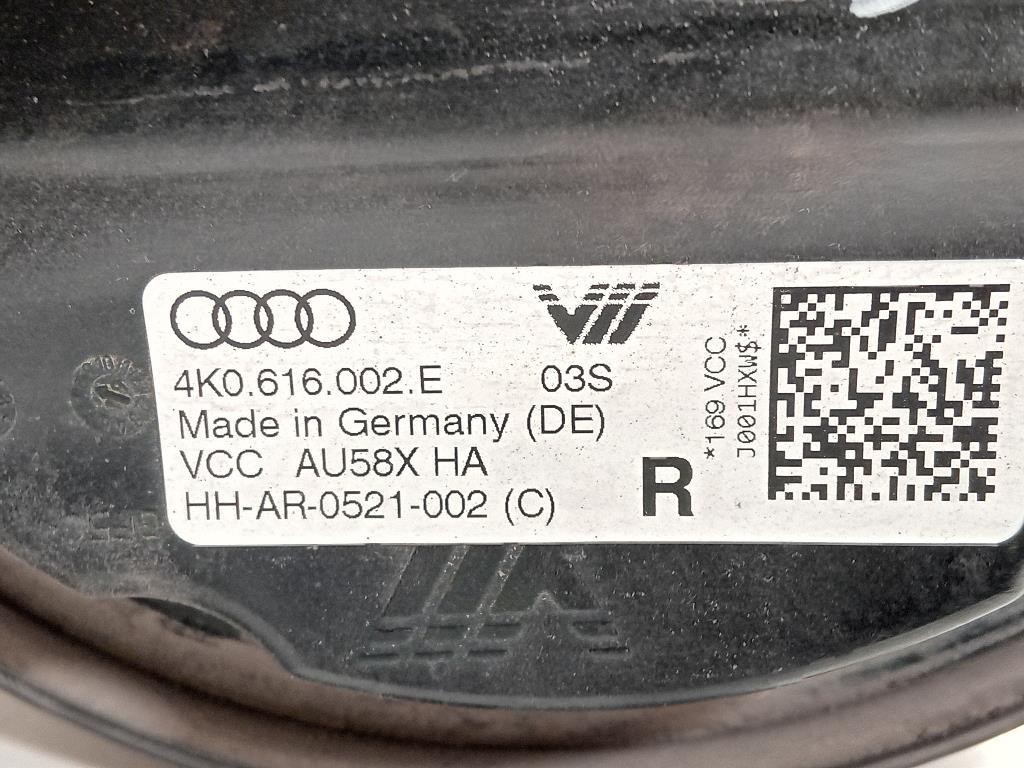 4K0.616.002.E 03S
Made in Germany (DE)
VCC AU58X HA
HH-AR-0521-002 (C)
R
*169 VCC
J001HXW$*